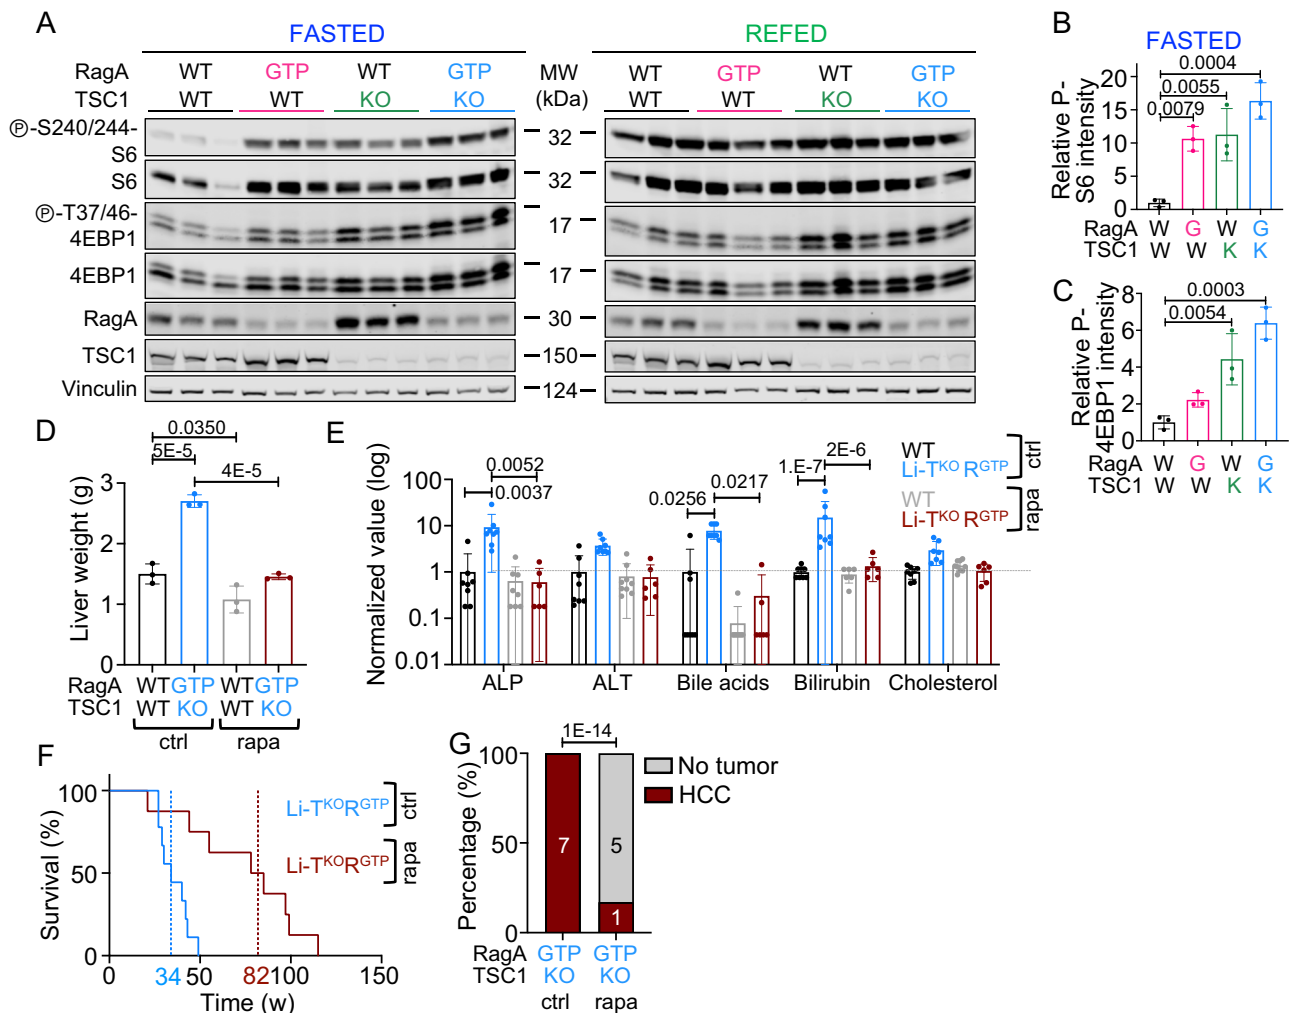 A
FASTED
REFED
RagA WT GTP WT GTP MW WT GTP WT GTP
TSC1 WT WT KO KO (kDa) WT WT KO KO
Ⓟ-S240/244-
S6
32
S6 32
Ⓟ-T37/46-
4EBP1
17
4EBP1 17
RagA 30
TSC1 150
Vinculin 124
B
FASTED
0.0004
0.0055
0.0079
Relative P-
S6 intensity
20
15
10
5
0
RagA W G W G
TSC1 W W K K
C
0.0003
0.0054
Relative P-
4EBP1 intensity
8
6
4
2
0
RagA W G W G
TSC1 W W K K
D
0.0350
5E-5
4E-5
Liver weight (g)
3
2
1
0
RagA WT GTP WT GTP
TSC1 WT KO WT KO
ctrl rapa
E
WT
Li-TᴷᴼRᴳᵀᴾ
ctrl
WT
Li-TᴷᴼRᴳᵀᴾ
rapa
0.0052
0.0037
0.0256
0.0217
1.E-7
2E-6
Normalized value (log)
100
10
1
0.1
0.01
ALP ALT Bile acids Bilirubin Cholesterol
F
Li-TᴷᴼRᴳᵀᴾ
ctrl
Li-TᴷᴼRᴳᵀᴾ
rapa
Survival (%)
100
50
0
0 34 50 82 100 150
Time (w)
G
1E-14
No tumor
HCC
Percentage (%)
100
50
0
7
5
1
RagA GTP GTP
TSC1 KO KO
ctrl rapa